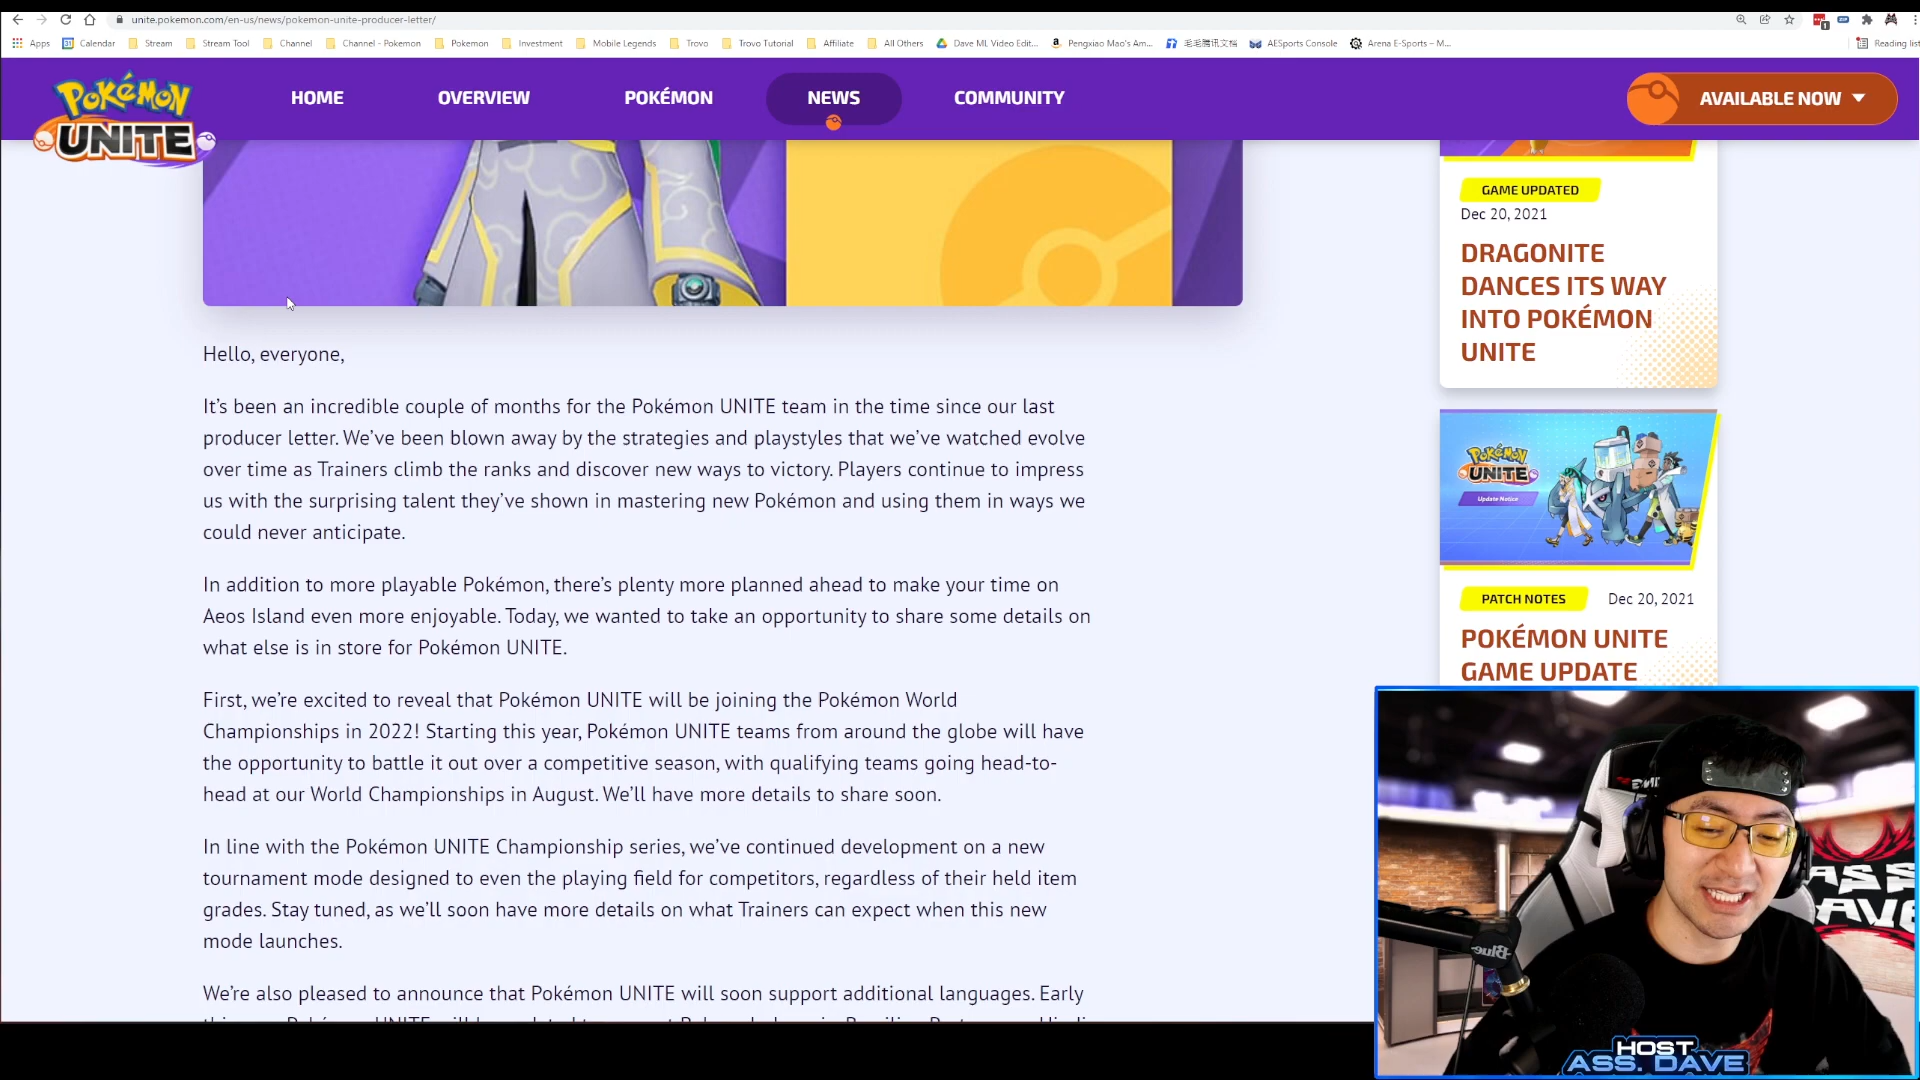 unite.pokemon.com/en-us/news/pokemon-unite-producer-letter/
Apps Calendar Stream Stream Tool Channel Channel - Pokemon Pokemon Investment Mobile Legends Trovo Trovo Tutorial Affiliate All Others Dave ML Video Edit... Pengxiao Mao's Am... 毛毛腾讯文档 AESports Console Arena E-Sports – M... Reading list
POKÉMON
UNITE
HOME OVERVIEW POKÉMON NEWS COMMUNITY AVAILABLE NOW
Hello, everyone,
It's been an incredible couple of months for the Pokémon UNITE team in the time since our last
producer letter. We've been blown away by the strategies and playstyles that we've watched evolve
over time as Trainers climb the ranks and discover new ways to victory. Players continue to impress
us with the surprising talent they've shown in mastering new Pokémon and using them in ways we
could never anticipate.
In addition to more playable Pokémon, there's plenty more planned ahead to make your time on
Aeos Island even more enjoyable. Today, we wanted to take an opportunity to share some details on
what else is in store for Pokémon UNITE.
First, we're excited to reveal that Pokémon UNITE will be joining the Pokémon World
Championships in 2022! Starting this year, Pokémon UNITE teams from around the globe will have
the opportunity to battle it out over a competitive season, with qualifying teams going head-to-
head at our World Championships in August. We'll have more details to share soon.
In line with the Pokémon UNITE Championship series, we've continued development on a new
tournament mode designed to even the playing field for competitors, regardless of their held item
grades. Stay tuned, as we'll soon have more details on what Trainers can expect when this new
mode launches.
We're also pleased to announce that Pokémon UNITE will soon support additional languages. Early
GAME UPDATED
Dec 20, 2021
DRAGONITE
DANCES ITS WAY
INTO POKÉMON
UNITE
POKÉMON
UNITE
Update Notice
PATCH NOTES Dec 20, 2021
POKÉMON UNITE
GAME UPDATE
Blue
ASS
AVE
HOST
ASS. DAVE